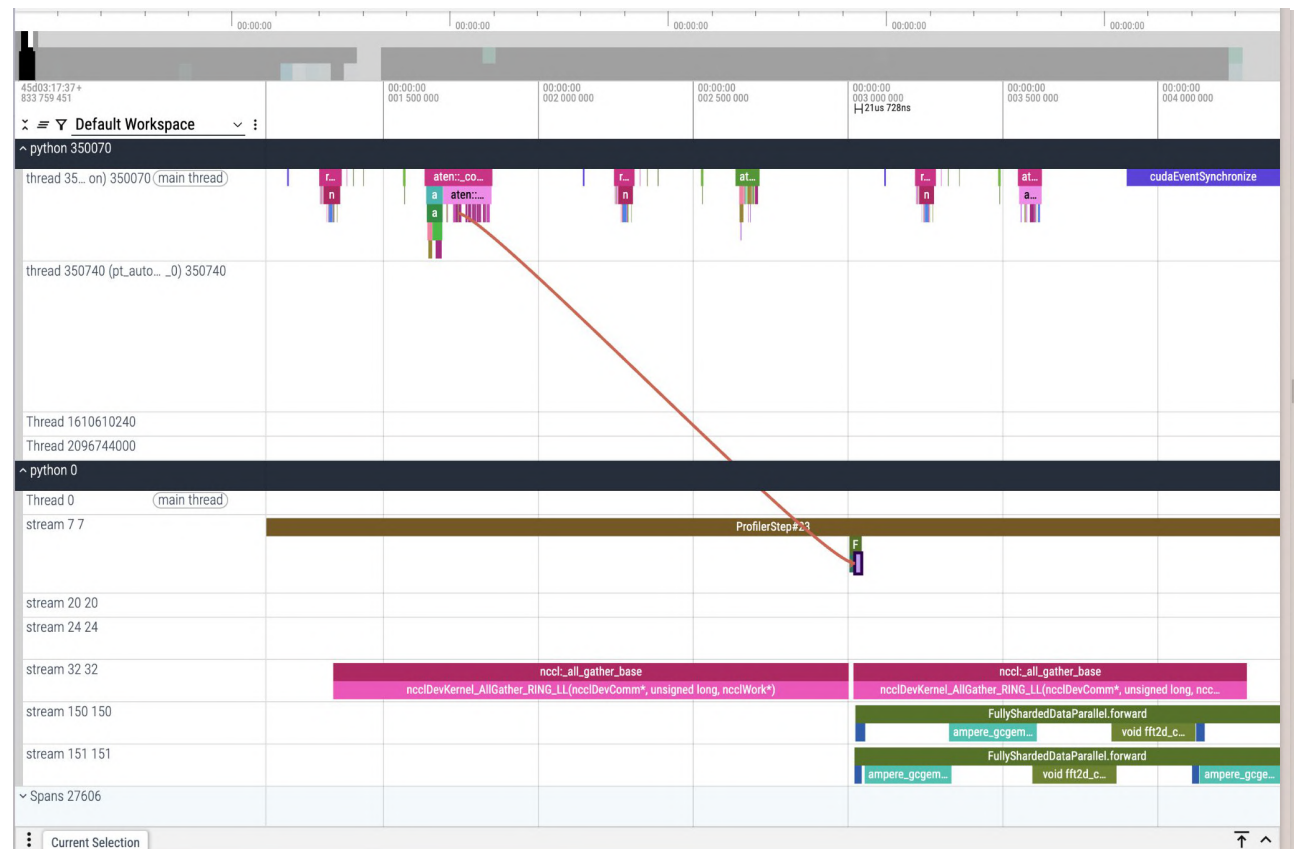 00:00:00 00:00:00 00:00:00 00:00:00 00:00:00
45d03:17:37+ 00:00:00 00:00:00 00:00:00 00:00:00 00:00:00 00:00:00
833 759 451 001 500 000 002 000 000 002 500 000 003 000 000 003 500 000 004 000 000
21us 728ns
Default Workspace
python 350070
thread 35... on) 350070 (main thread) r... aten::_co... r... at... r... at... cudaEventSynchronize
n a aten::... n n a...
a
thread 350740 (pt_auto... _0) 350740
Thread 1610610240
Thread 2096744000
python 0
Thread 0 (main thread)
stream 7 7 ProfilerStep#23
F
stream 20 20
stream 24 24
stream 32 32 nccl:_all_gather_base nccl:_all_gather_base
ncclDevKernel_AllGather_RING_LL(ncclDevComm*, unsigned long, ncclWork*) ncclDevKernel_AllGather_RING_LL(ncclDevComm*, unsigned long, ncc...
stream 150 150 FullyShardedDataParallel.forward
ampere_gcgem... void fft2d_c...
stream 151 151 FullyShardedDataParallel.forward
ampere_gcgem... void fft2d_c... ampere_gcge...
Spans 27606
Current Selection